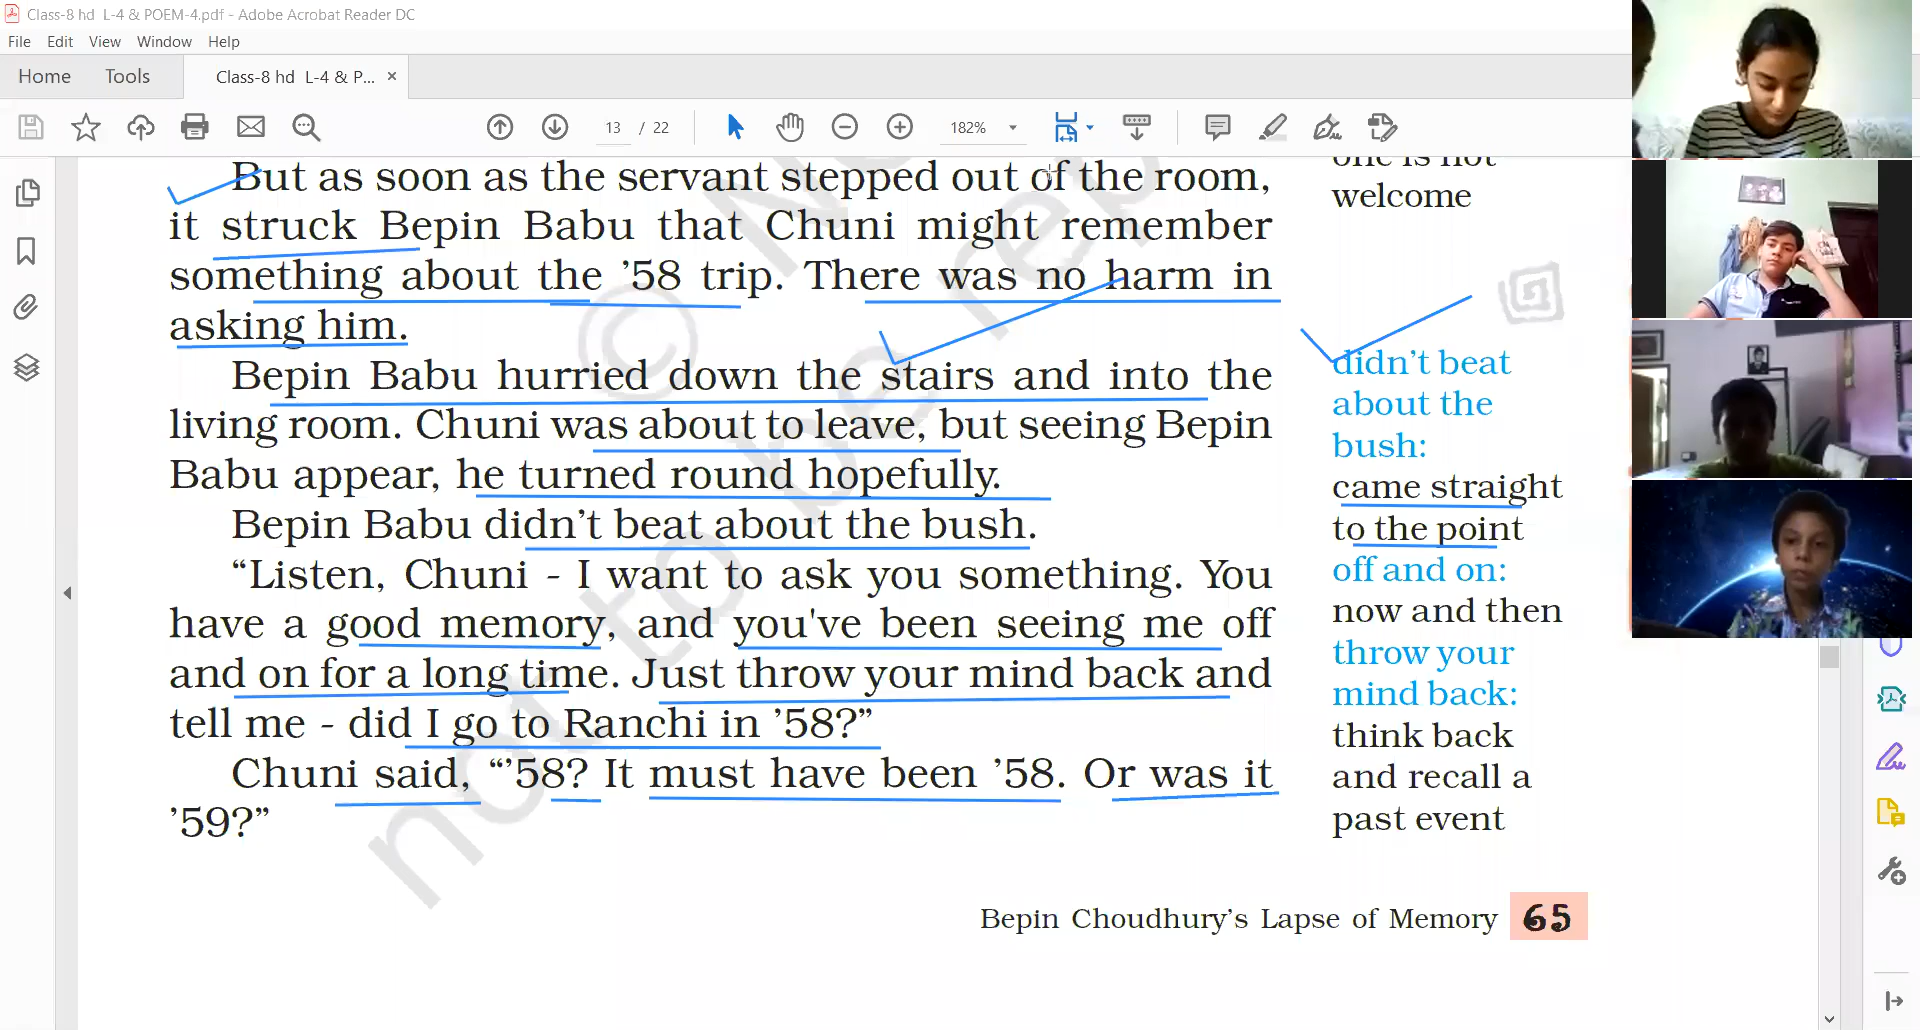 Class-8 hd L-4 & POEM-4.pdf - Adobe Acrobat Reader DC
File Edit View Window Help
Home Tools Class-8 hd L-4 & P... ×
13 / 22 182%
But as soon as the servant stepped out of the room,
it struck Bepin Babu that Chuni might remember
something about the ’58 trip. There was no harm in
asking him.
Bepin Babu hurried down the stairs and into the
living room. Chuni was about to leave, but seeing Bepin
Babu appear, he turned round hopefully.
Bepin Babu didn’t beat about the bush.
“Listen, Chuni - I want to ask you something. You
have a good memory, and you've been seeing me off
and on for a long time. Just throw your mind back and
tell me - did I go to Ranchi in ’58?”
Chuni said, “’58? It must have been ’58. Or was it
’59?”
one is not
welcome
didn’t beat
about the
bush:
came straight
to the point
off and on:
now and then
throw your
mind back:
think back
and recall a
past event
Bepin Choudhury’s Lapse of Memory 65
©
not to be rep